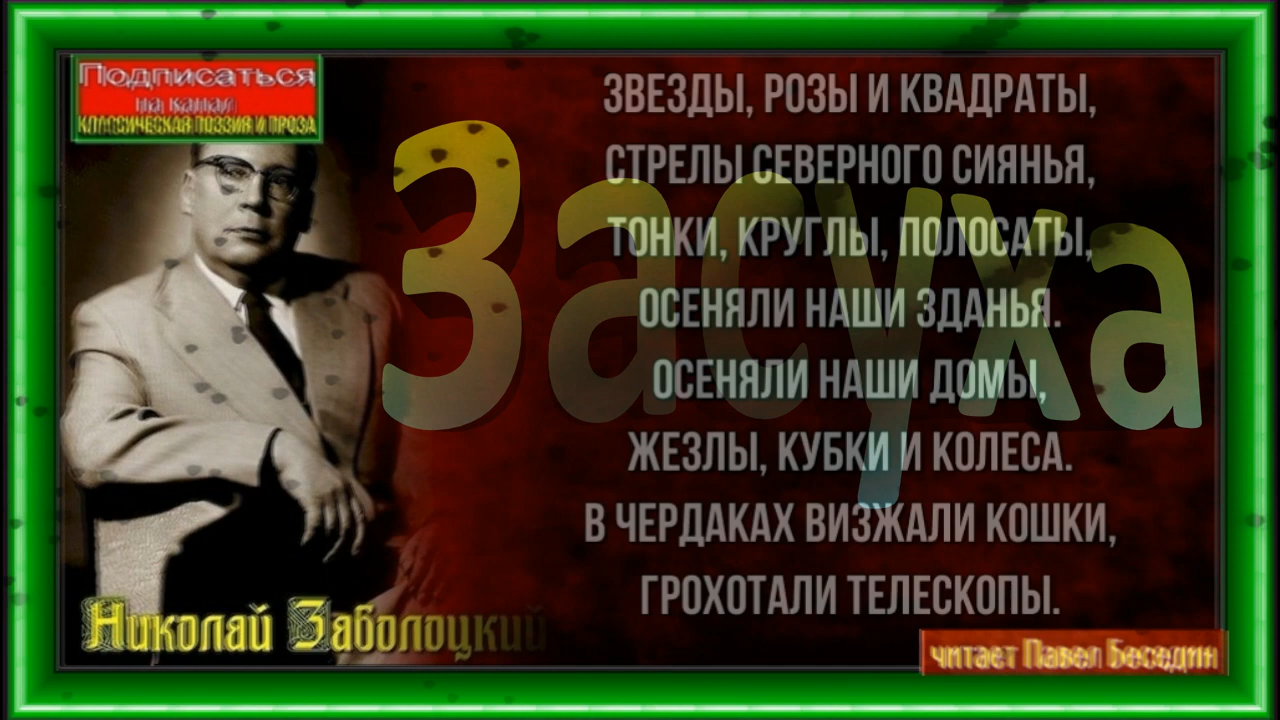 Подписаться
на канал
КЛАССИЧЕСКАЯ ПОЭЗИЯ И ПРОЗА
Засуха
ЗВЕЗДЫ, РОЗЫ И КВАДРАТЫ,
СТРЕЛЫ СЕВЕРНОГО СИЯНЬЯ,
ТОНКИ, КРУГЛЫ, ПОЛОСАТЫ,
ОСЕНЯЛИ НАШИ ЗДАНЬЯ.
ОСЕНЯЛИ НАШИ ДОМЫ,
ЖЕЗЛЫ, КУБКИ И КОЛЕСА.
В ЧЕРДАКАХ ВИЗЖАЛИ КОШКИ,
ГРОХОТАЛИ ТЕЛЕСКОПЫ.
Николай Заболоцкий
читает Павел Беседин